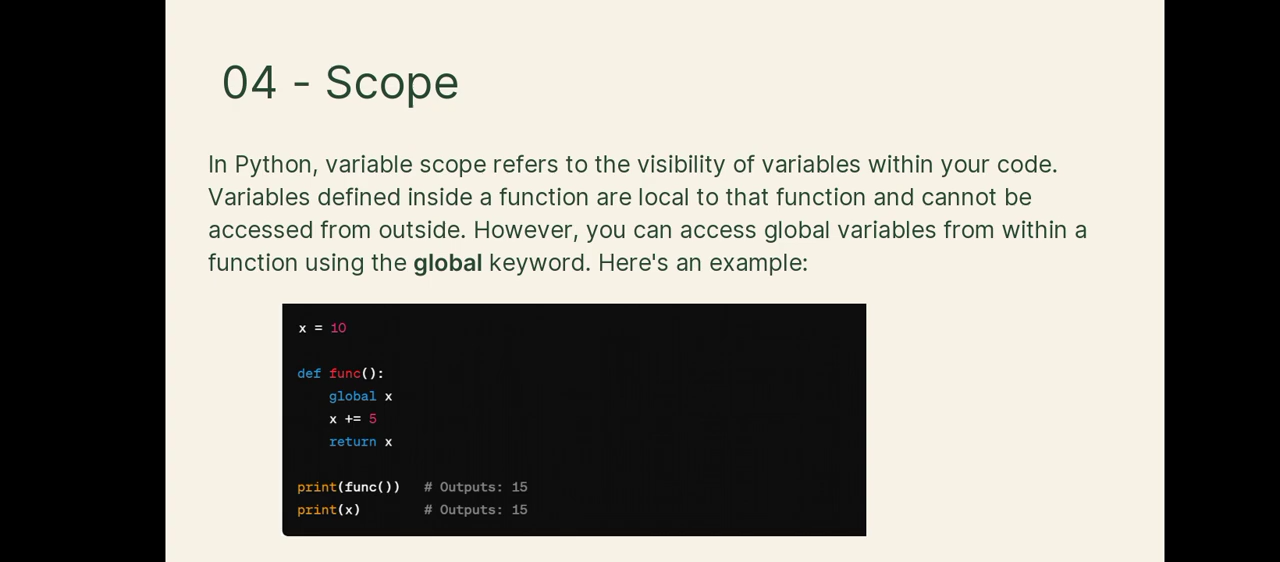 04 - Scope
In Python, variable scope refers to the visibility of variables within your code.
Variables defined inside a function are local to that function and cannot be
accessed from outside. However, you can access global variables from within a
function using the global keyword. Here's an example:
x = 10
def func():
    global x
    x += 5
    return x
print(func())   # Outputs: 15
print(x)        # Outputs: 15